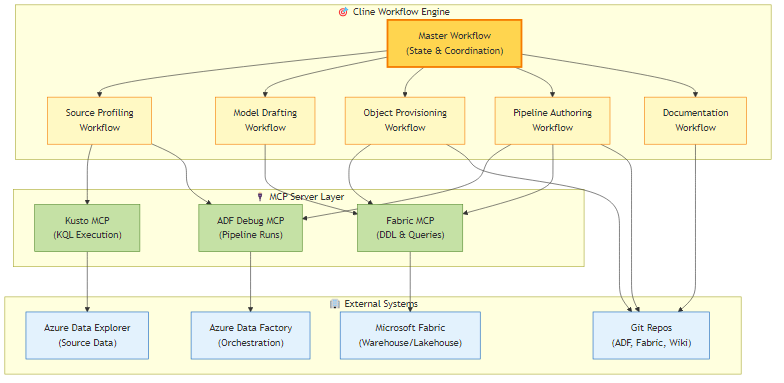 🎯 Cline Workflow Engine
Master Workflow
(State & Coordination)
Source Profiling
Workflow
Model Drafting
Workflow
Object Provisioning
Workflow
Pipeline Authoring
Workflow
Documentation
Workflow
MCP Server Layer
Kusto MCP
(KQL Execution)
ADF Debug MCP
(Pipeline Runs)
Fabric MCP
(DDL & Queries)
🏢 External Systems
Azure Data Explorer
(Source Data)
Azure Data Factory
(Orchestration)
Microsoft Fabric
(Warehouse/Lakehouse)
Git Repos
(ADF, Fabric, Wiki)